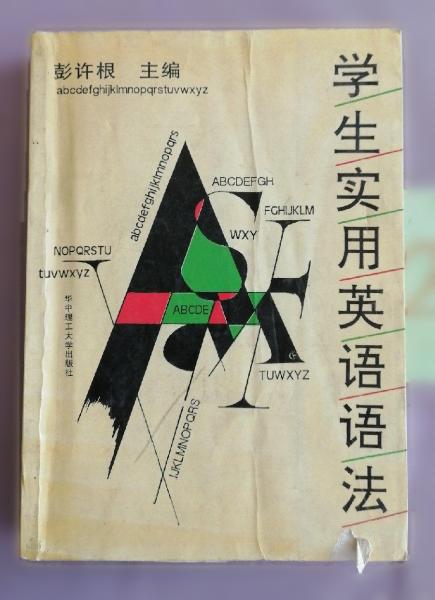 彭许根 主编
abcdefghijklmnopqrstuvwxyz
学生实用英语语法
abcdefghijklmnopqrs
ABCDEFGH
FGHIJKLM
WXY
NOPQRSTU
tuvwxyz
ABCDE
TUVWXYZ
IJKLMNOPQRS
华中理工大学出版社